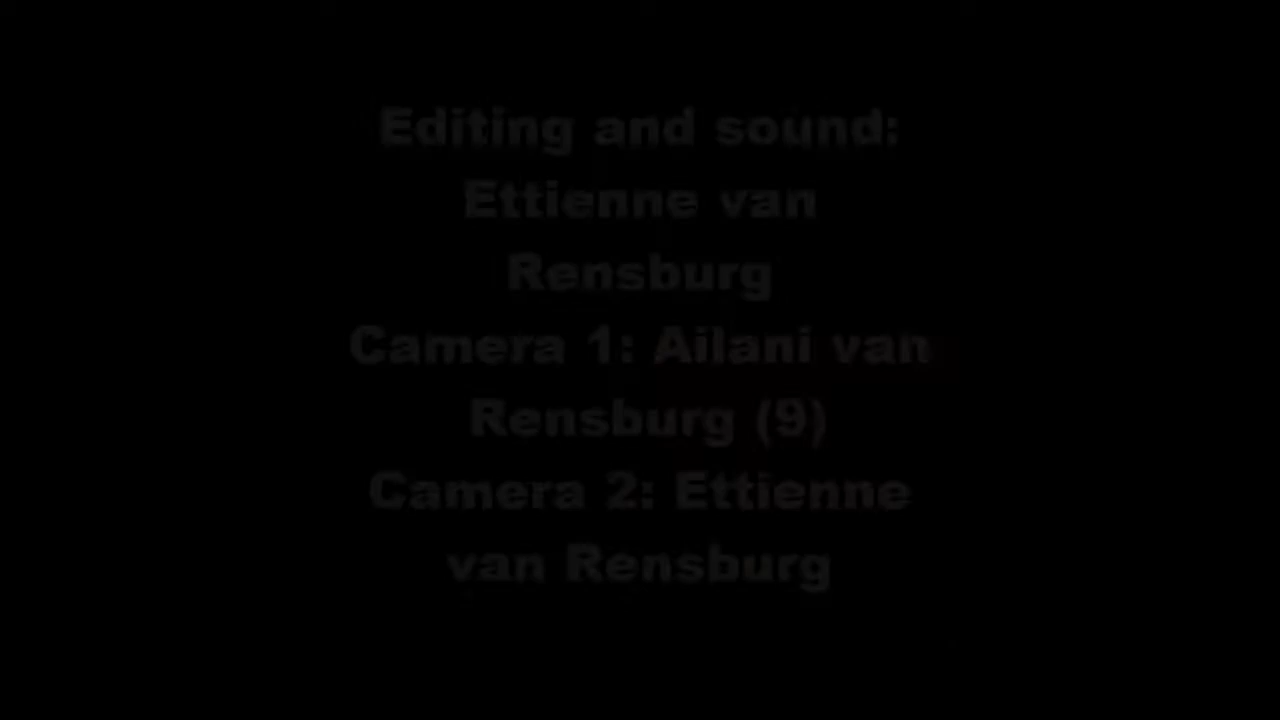 Editing and sound:
Ettienne van
Rensburg
Camera 1: Ailani van
Rensburg (9)
Camera 2: Ettienne
van Rensburg